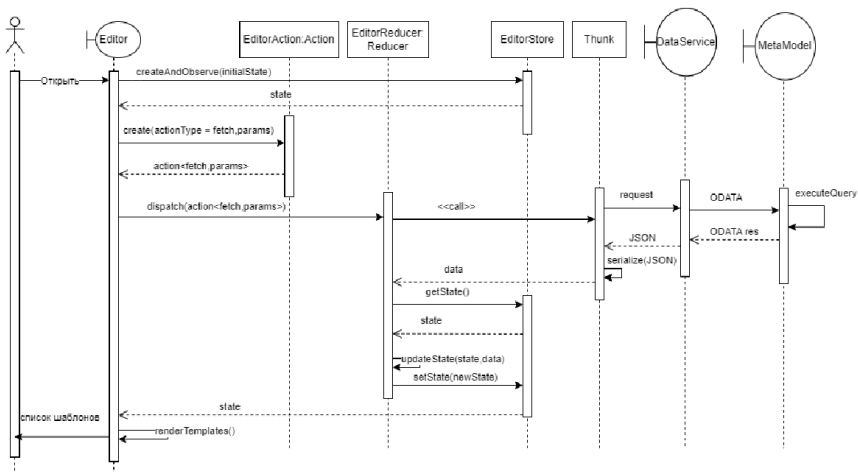 Editor
EditorAction:Action
EditorReducer:
Reducer
EditorStore
Thunk
DataService
MetaModel
Открыть
createAndObserve(initialState)
state
create(actionType = fetch,params)
action<fetch,params>
dispatch(action<fetch,params>)
<<call>>
request
ODATA
executeQuery
ODATA res
JSON
serialize(JSON)
data
getState()
state
updateState(state,data)
setState(newState)
state
список шаблонов
renderTemplates()